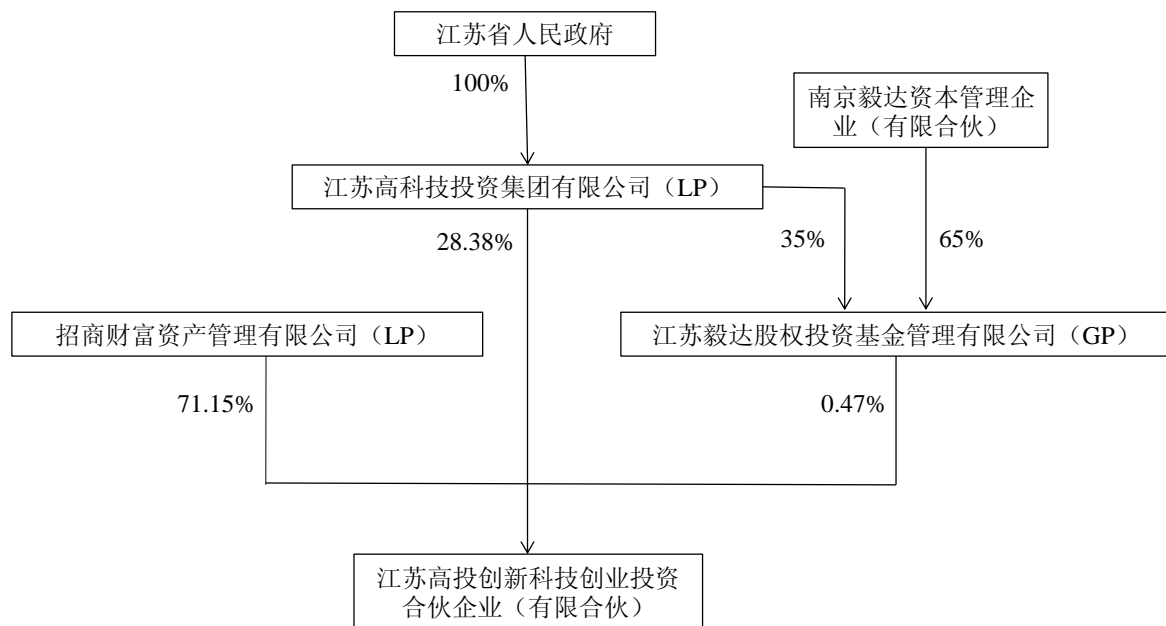 江苏省人民政府
100%
南京毅达资本管理企
业（有限合伙）
江苏高科技投资集团有限公司（LP）
28.38%
35%
65%
招商财富资产管理有限公司（LP）
江苏毅达股权投资基金管理有限公司（GP）
71.15%
0.47%
江苏高投创新科技创业投资
合伙企业（有限合伙）